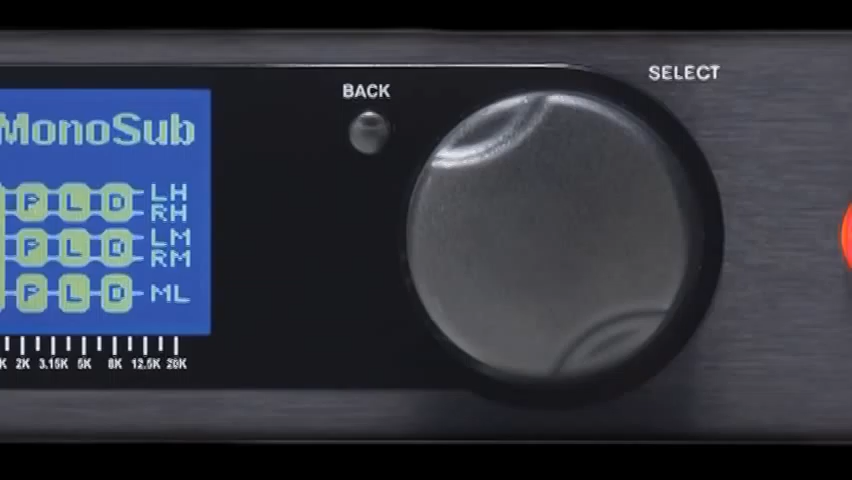 SELECT
BACK
MonoSub
P L D LH
RH
P L D LM
RM
P L D ML
2K 3.15K 5K 8K 12.5K 20K